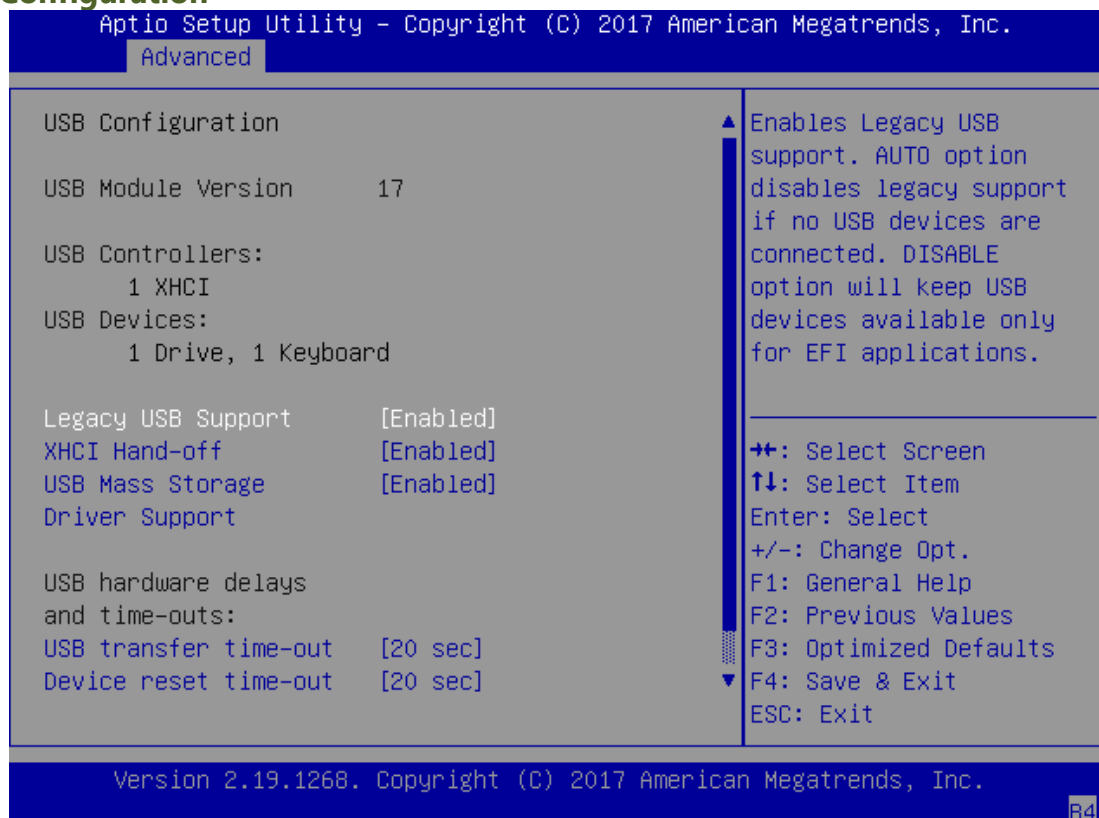 Configuration
Aptio Setup Utility – Copyright (C) 2017 American Megatrends, Inc.
Advanced
USB Configuration
USB Module Version 17
USB Controllers:
1 XHCI
USB Devices:
1 Drive, 1 Keyboard
Legacy USB Support [Enabled]
XHCI Hand-off [Enabled]
USB Mass Storage [Enabled]
Driver Support
USB hardware delays
and time-outs:
USB transfer time-out [20 sec]
Device reset time-out [20 sec]
Enables Legacy USB
support. AUTO option
disables legacy support
if no USB devices are
connected. DISABLE
option will keep USB
devices available only
for EFI applications.
→←: Select Screen
↑↓: Select Item
Enter: Select
+/-: Change Opt.
F1: General Help
F2: Previous Values
F3: Optimized Defaults
F4: Save & Exit
ESC: Exit
Version 2.19.1268. Copyright (C) 2017 American Megatrends, Inc.
B4